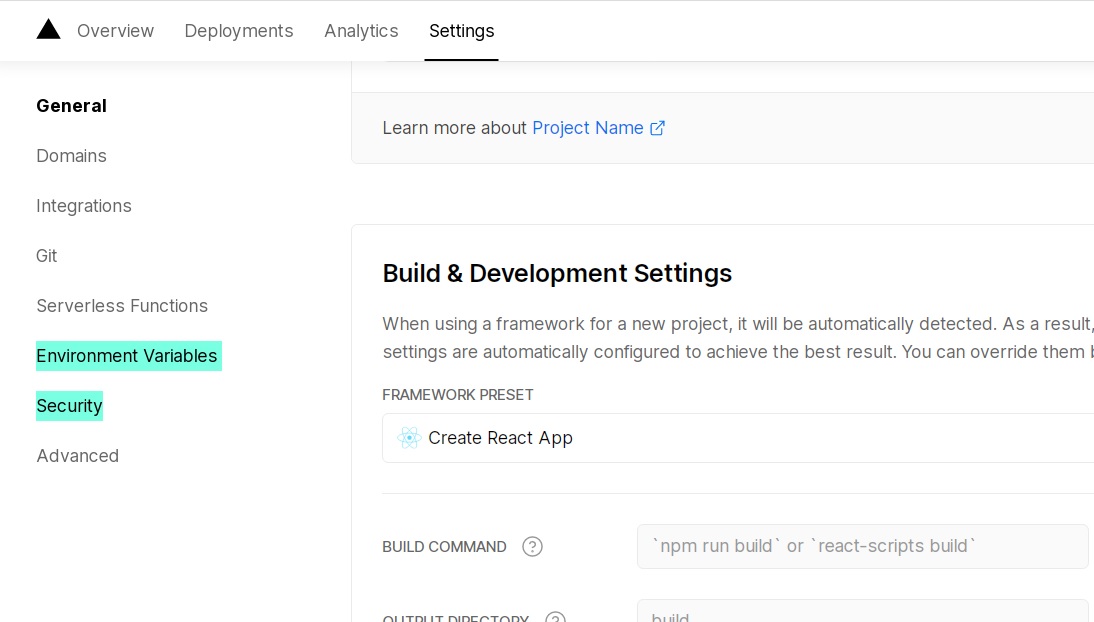 Overview Deployments Analytics Settings
General
Domains
Integrations
Git
Serverless Functions
Environment Variables
Security
Advanced
Learn more about Project Name
Build & Development Settings
When using a framework for a new project, it will be automatically detected. As a result,
settings are automatically configured to achieve the best result. You can override them
FRAMEWORK PRESET
Create React App
BUILD COMMAND ?
`npm run build` or `react-scripts build`
OUTPUT DIRECTORY ?
build